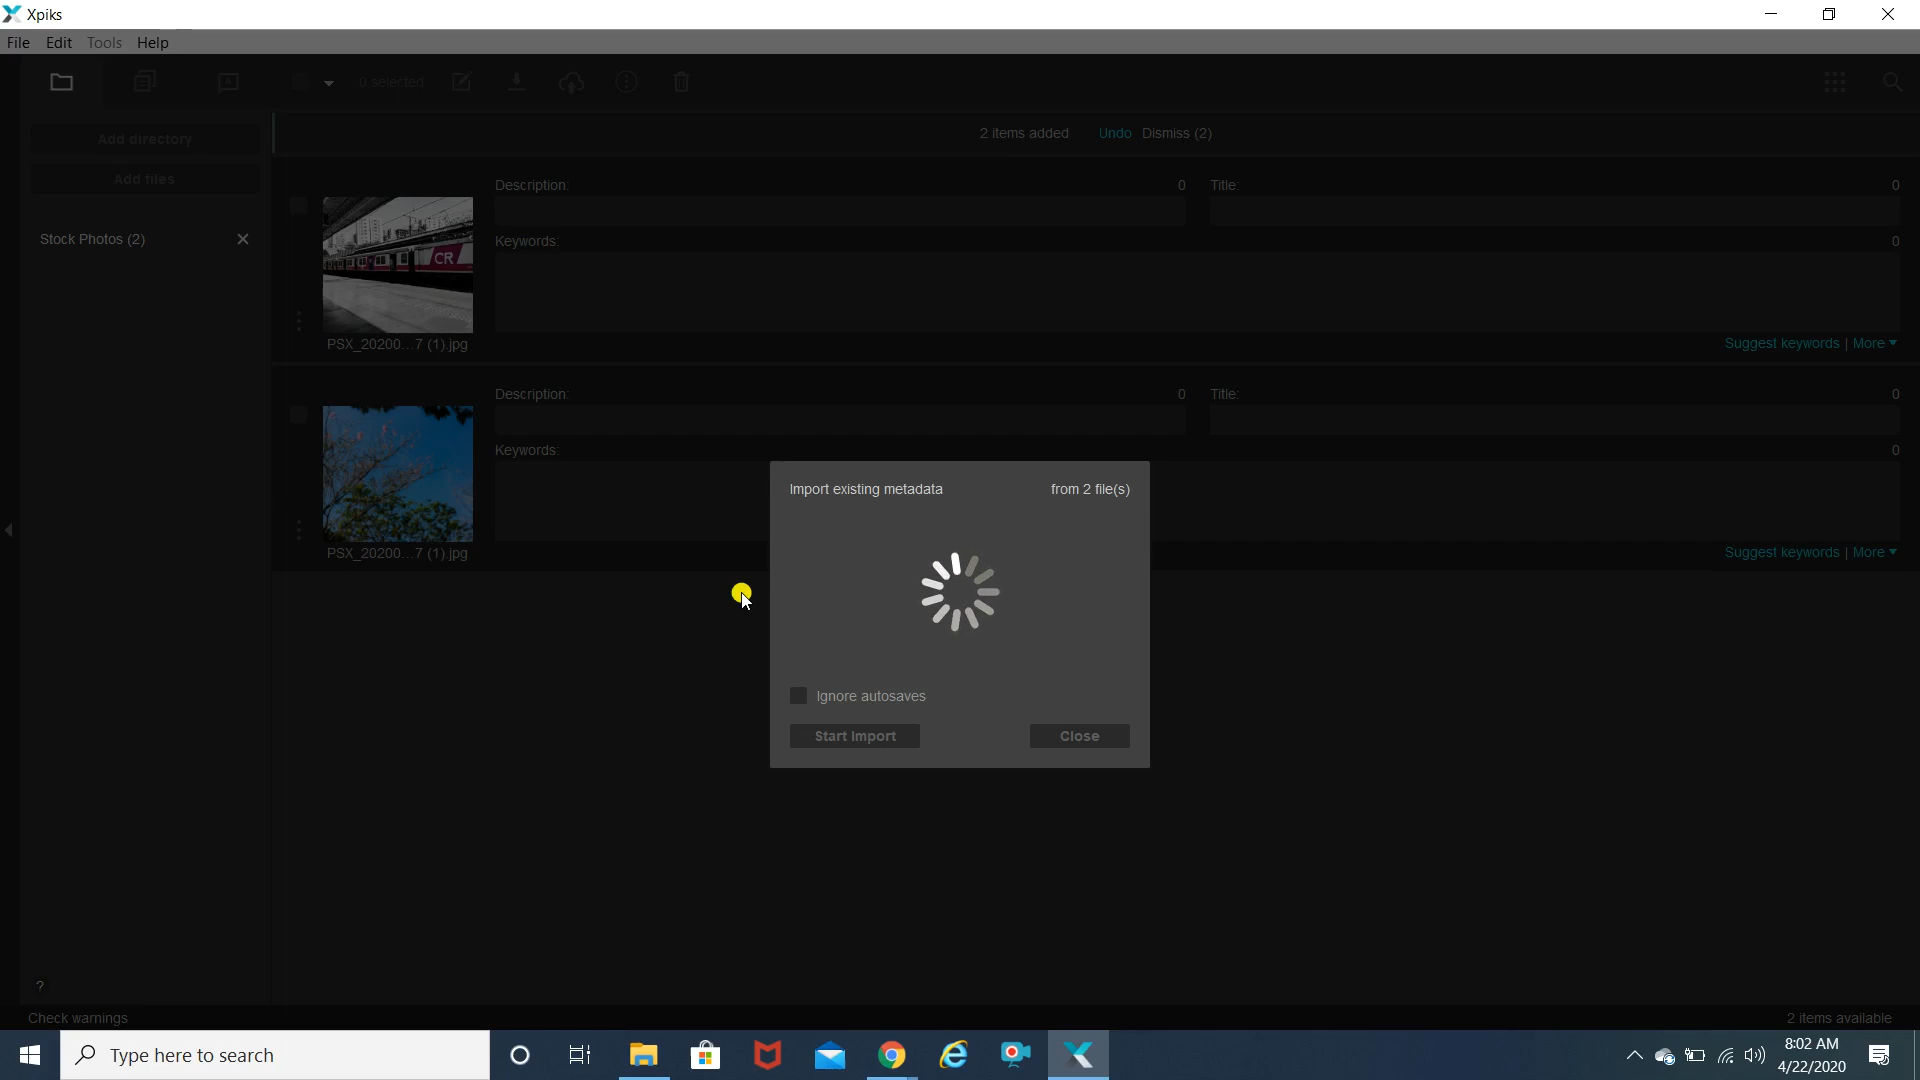 Xpiks
File Edit Tools Help
0 selected
Add directory
Add files
2 items added Undo Dismiss (2)
Stock Photos (2)
Description: 0 Title: 0
Keywords: 0
CR
PSX_20200...7 (1).jpg
Suggest keywords | More
Description: 0 Title: 0
Keywords: 0
PSX_20200...7 (1).jpg
Suggest keywords | More
Import existing metadata from 2 file(s)
Ignore autosaves
Start Import Close
?
Check warnings 2 items available
Type here to search
8:02 AM
4/22/2020